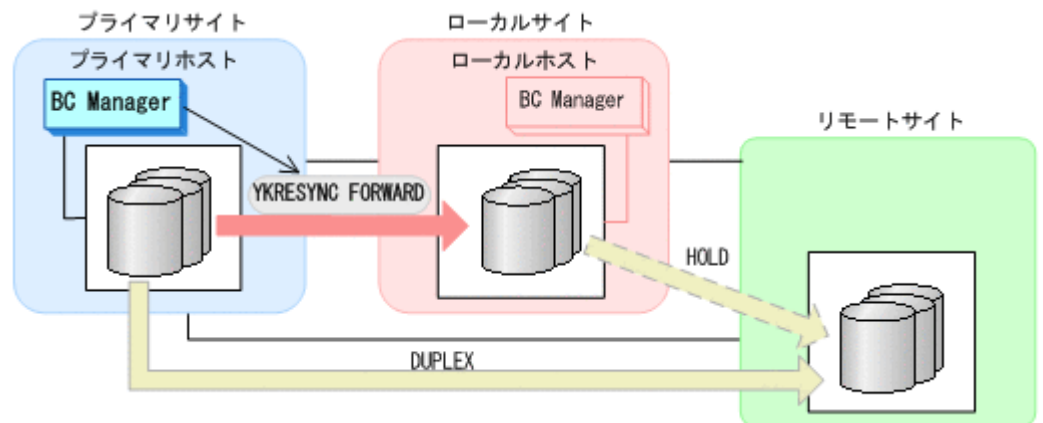 プライマリサイト
ローカルサイト
プライマリホスト
ローカルホスト
BC Manager
BC Manager
リモートサイト
YKRESYNC FORWARD
HOLD
DUPLEX